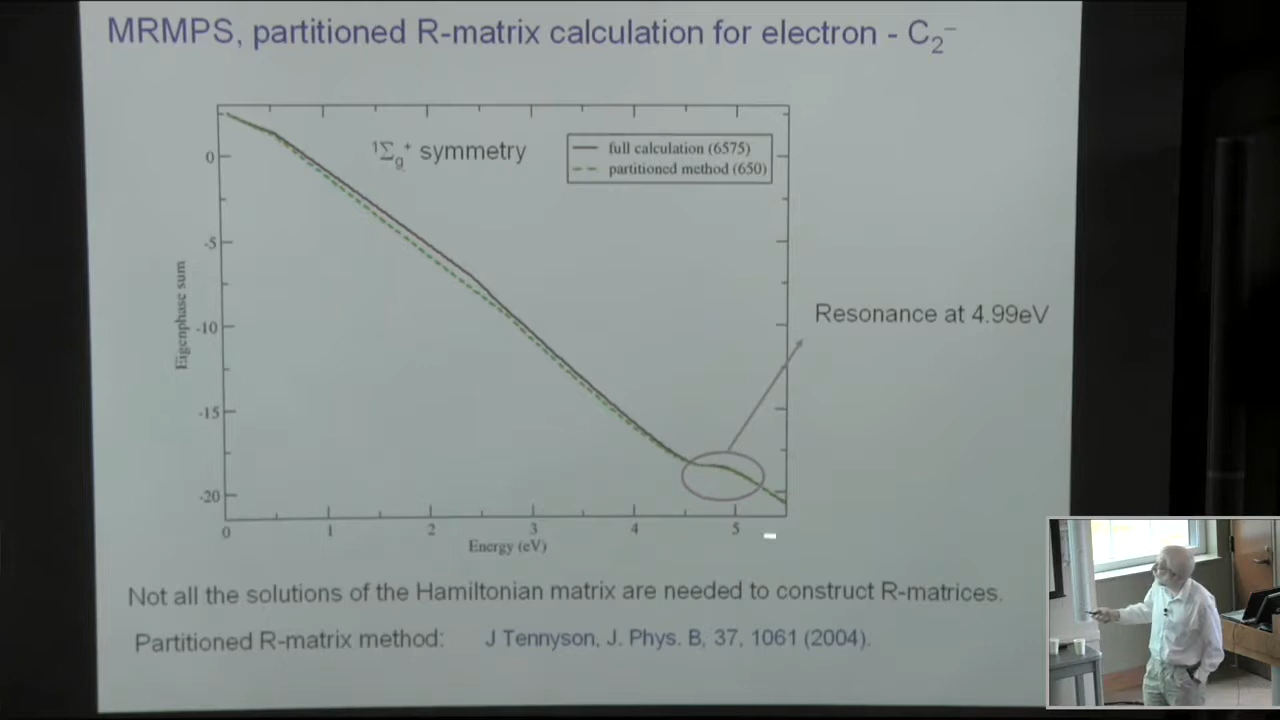 MRMPS, partitioned R-matrix calculation for electron - C₂⁻
¹Σg⁺ symmetry
full calculation (6575)
partitioned method (650)
0
-5
-10
-15
-20
Eigenphase sum
0 1 2 3 4 5
Energy (eV)
Resonance at 4.99eV
Not all the solutions of the Hamiltonian matrix are needed to construct R-matrices.
Partitioned R-matrix method: J Tennyson, J. Phys. B, 37, 1061 (2004).